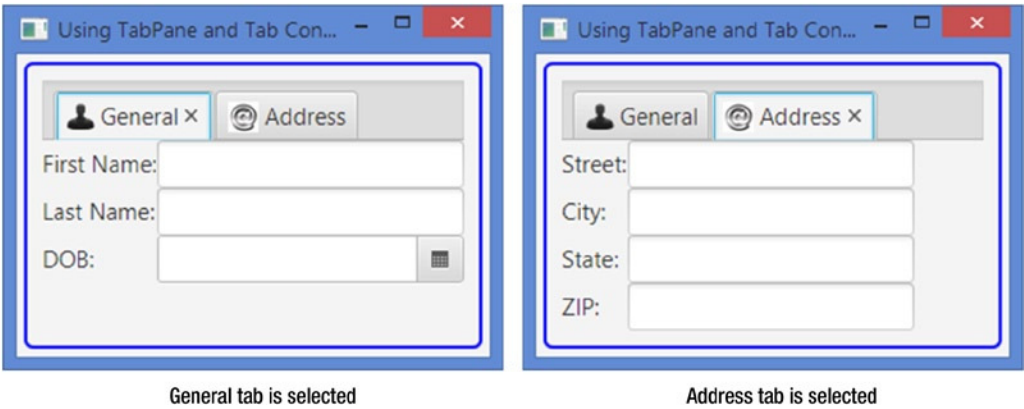 Using TabPane and Tab Con...
General × Address
First Name:
Last Name:
DOB:
General tab is selected
Using TabPane and Tab Con...
General Address ×
Street:
City:
State:
ZIP:
Address tab is selected